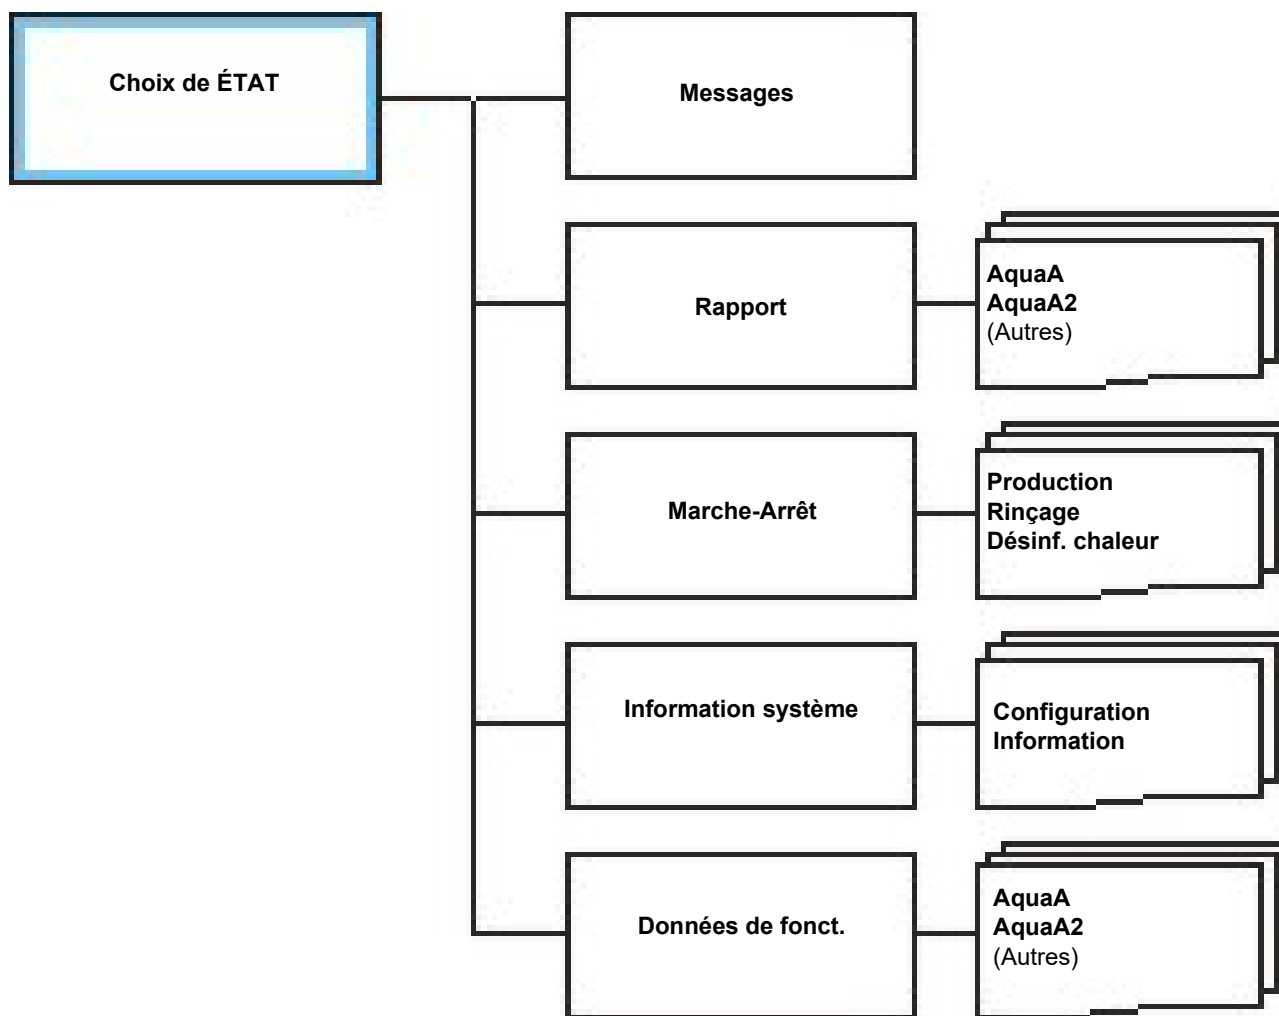 Choix de ÉTAT
Messages
Rapport
AquaA
AquaA2
(Autres)
Marche-Arrêt
Production
Rinçage
Désinf. chaleur
Information système
Configuration
Information
Données de fonct.
AquaA
AquaA2
(Autres)